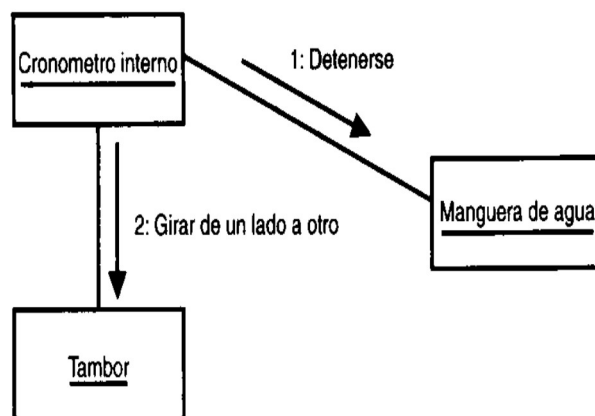 Cronometro interno
1: Detenerse
Manguera de agua
2: Girar de un lado a otro
Tambor